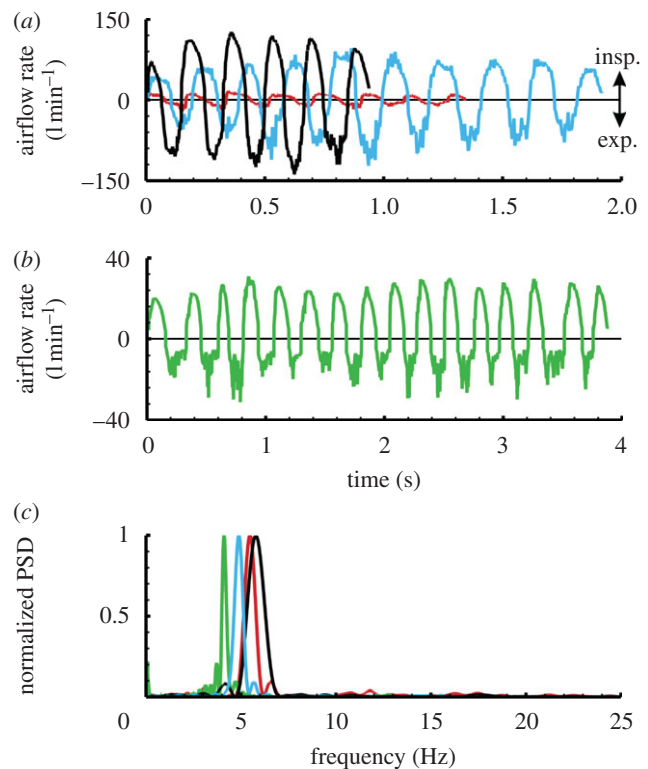 (a)
150
0
−150
airflow rate
(l min−1)
insp.
exp.
0 0.5 1.0 1.5 2.0
(b)
40
0
−40
airflow rate
(l min−1)
0 1 2 3 4
time (s)
(c)
1
0.5
normalized PSD
0 5 10 15 20 25
frequency (Hz)